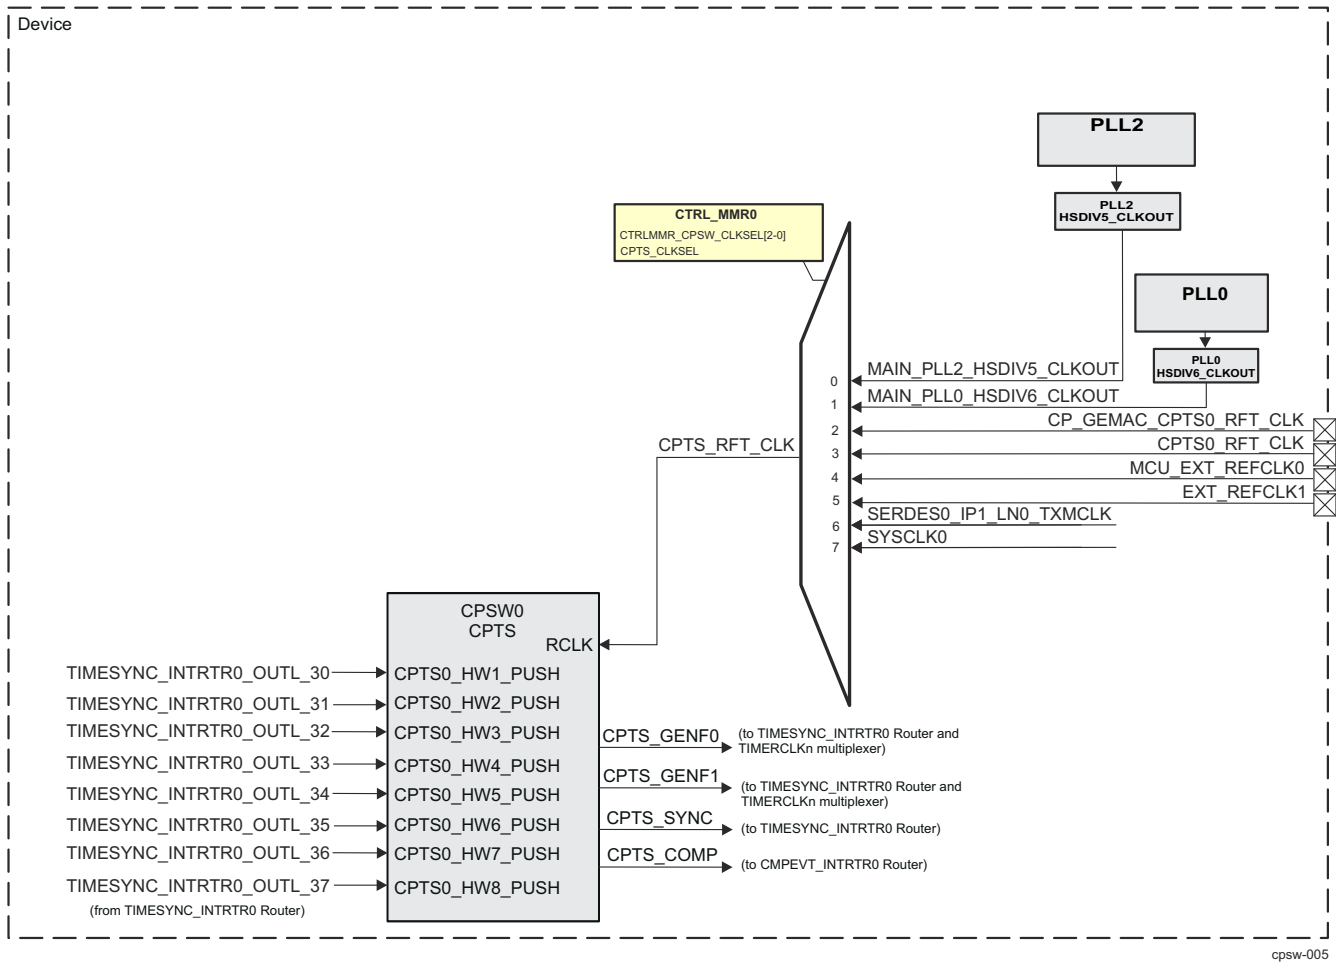 Device
PLL2
PLL2
HSDIV5_CLKOUT
CTRL_MMR0
CTRLMMR_CPSW_CLKSEL[2-0]
CPTS_CLKSEL
PLL0
PLL0
HSDIV6_CLKOUT
0 MAIN_PLL2_HSDIV5_CLKOUT
1 MAIN_PLL0_HSDIV6_CLKOUT
2 CP_GEMAC_CPTS0_RFT_CLK
3 CPTS0_RFT_CLK
4 MCU_EXT_REFCLK0
5 EXT_REFCLK1
6 SERDES0_IP1_LN0_TXMCLK
7 SYSCLK0
CPTS_RFT_CLK
CPSW0
CPTS
RCLK
TIMESYNC_INTRTR0_OUTL_30 CPTS0_HW1_PUSH
TIMESYNC_INTRTR0_OUTL_31 CPTS0_HW2_PUSH
TIMESYNC_INTRTR0_OUTL_32 CPTS0_HW3_PUSH
TIMESYNC_INTRTR0_OUTL_33 CPTS0_HW4_PUSH
TIMESYNC_INTRTR0_OUTL_34 CPTS0_HW5_PUSH
TIMESYNC_INTRTR0_OUTL_35 CPTS0_HW6_PUSH
TIMESYNC_INTRTR0_OUTL_36 CPTS0_HW7_PUSH
TIMESYNC_INTRTR0_OUTL_37 CPTS0_HW8_PUSH
(from TIMESYNC_INTRTR0 Router)
CPTS_GENF0 (to TIMESYNC_INTRTR0 Router and
TIMERCLKn multiplexer)
CPTS_GENF1 (to TIMESYNC_INTRTR0 Router and
TIMERCLKn multiplexer)
CPTS_SYNC (to TIMESYNC_INTRTR0 Router)
CPTS_COMP (to CMPEVT_INTRTR0 Router)
cpsw-005